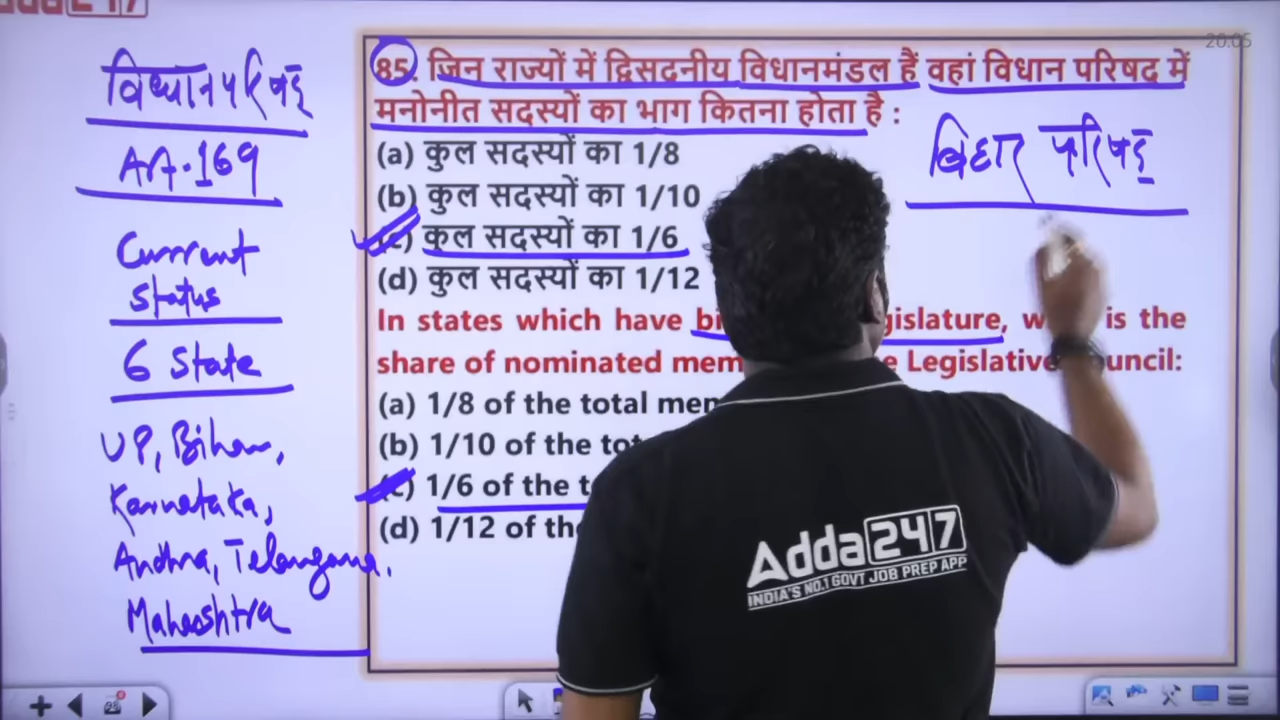 20:05
विधान परिषद्
Art. 169
Current
Status
6 State
UP, Bihar,
Karnataka,
Andhra, Telangana,
Maharashtra
85. जिन राज्यों में द्विसदनीय विधानमंडल हैं वहां विधान परिषद में
मनोनीत सदस्यों का भाग कितना होता है :
(a) कुल सदस्यों का 1/8
(b) कुल सदस्यों का 1/10
(c) कुल सदस्यों का 1/6
(d) कुल सदस्यों का 1/12
In states which have bi gislature, is the
share of nominated mem Legislative uncil:
(a) 1/8 of the total mem
(b) 1/10 of the
(c) 1/6 of the
(d) 1/12 of the
बिहार परिषद्
Adda247
INDIA'S NO.1 GOVT JOB PREP APP